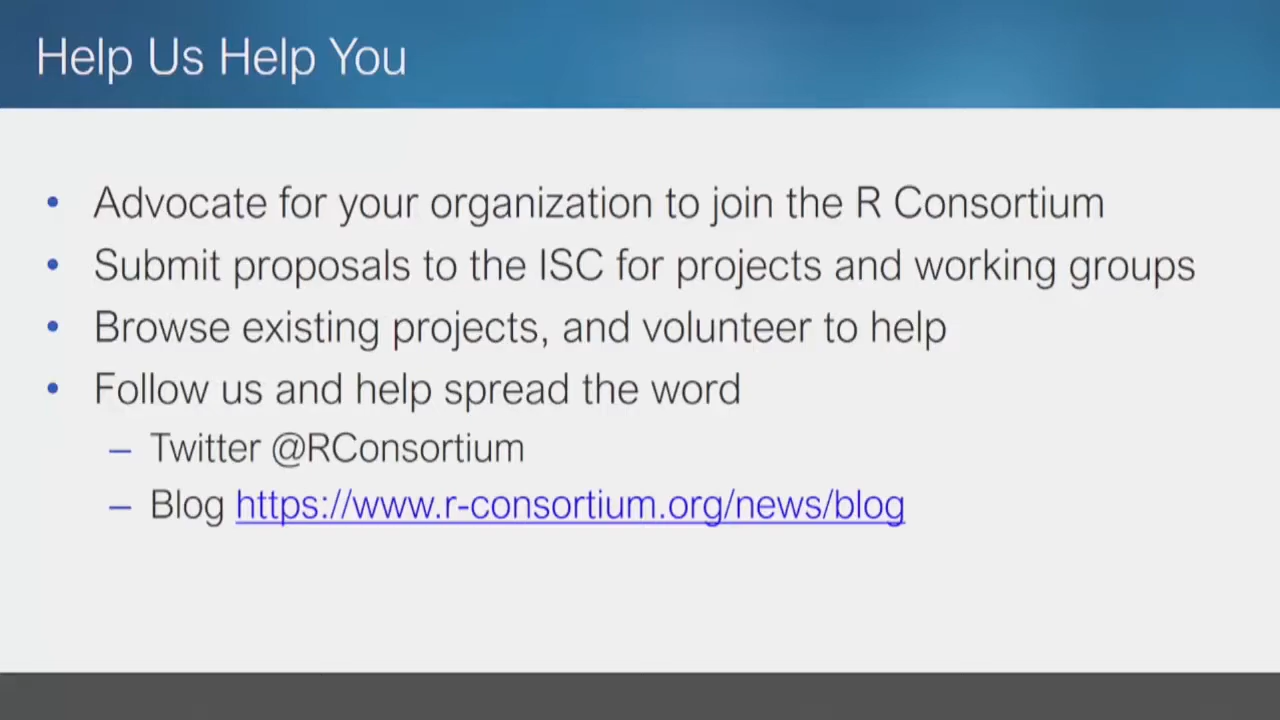 Help Us Help You
• Advocate for your organization to join the R Consortium
• Submit proposals to the ISC for projects and working groups
• Browse existing projects, and volunteer to help
• Follow us and help spread the word
– Twitter @RConsortium
– Blog https://www.r-consortium.org/news/blog